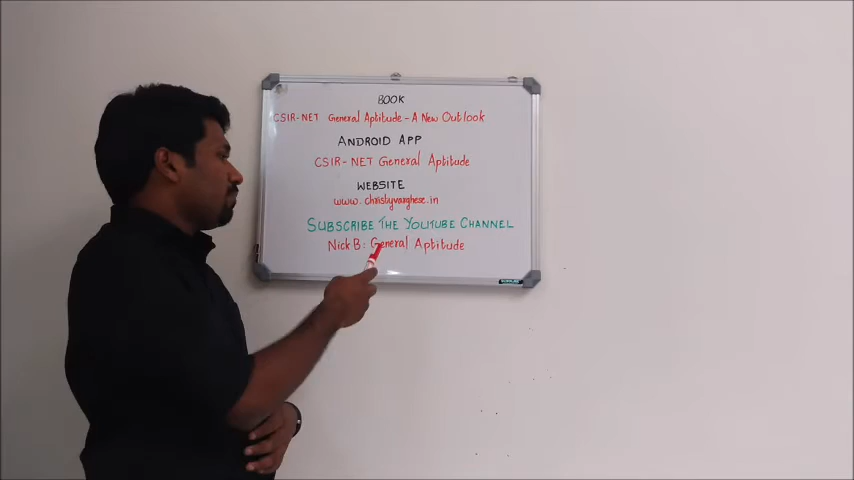 BOOK
CSIR-NET General Aptitude - A New Outlook
ANDROID APP
CSIR-NET General Aptitude
WEBSITE
www.christyvarghese.in
SUBSCRIBE THE YOUTUBE CHANNEL
Nick B: General Aptitude